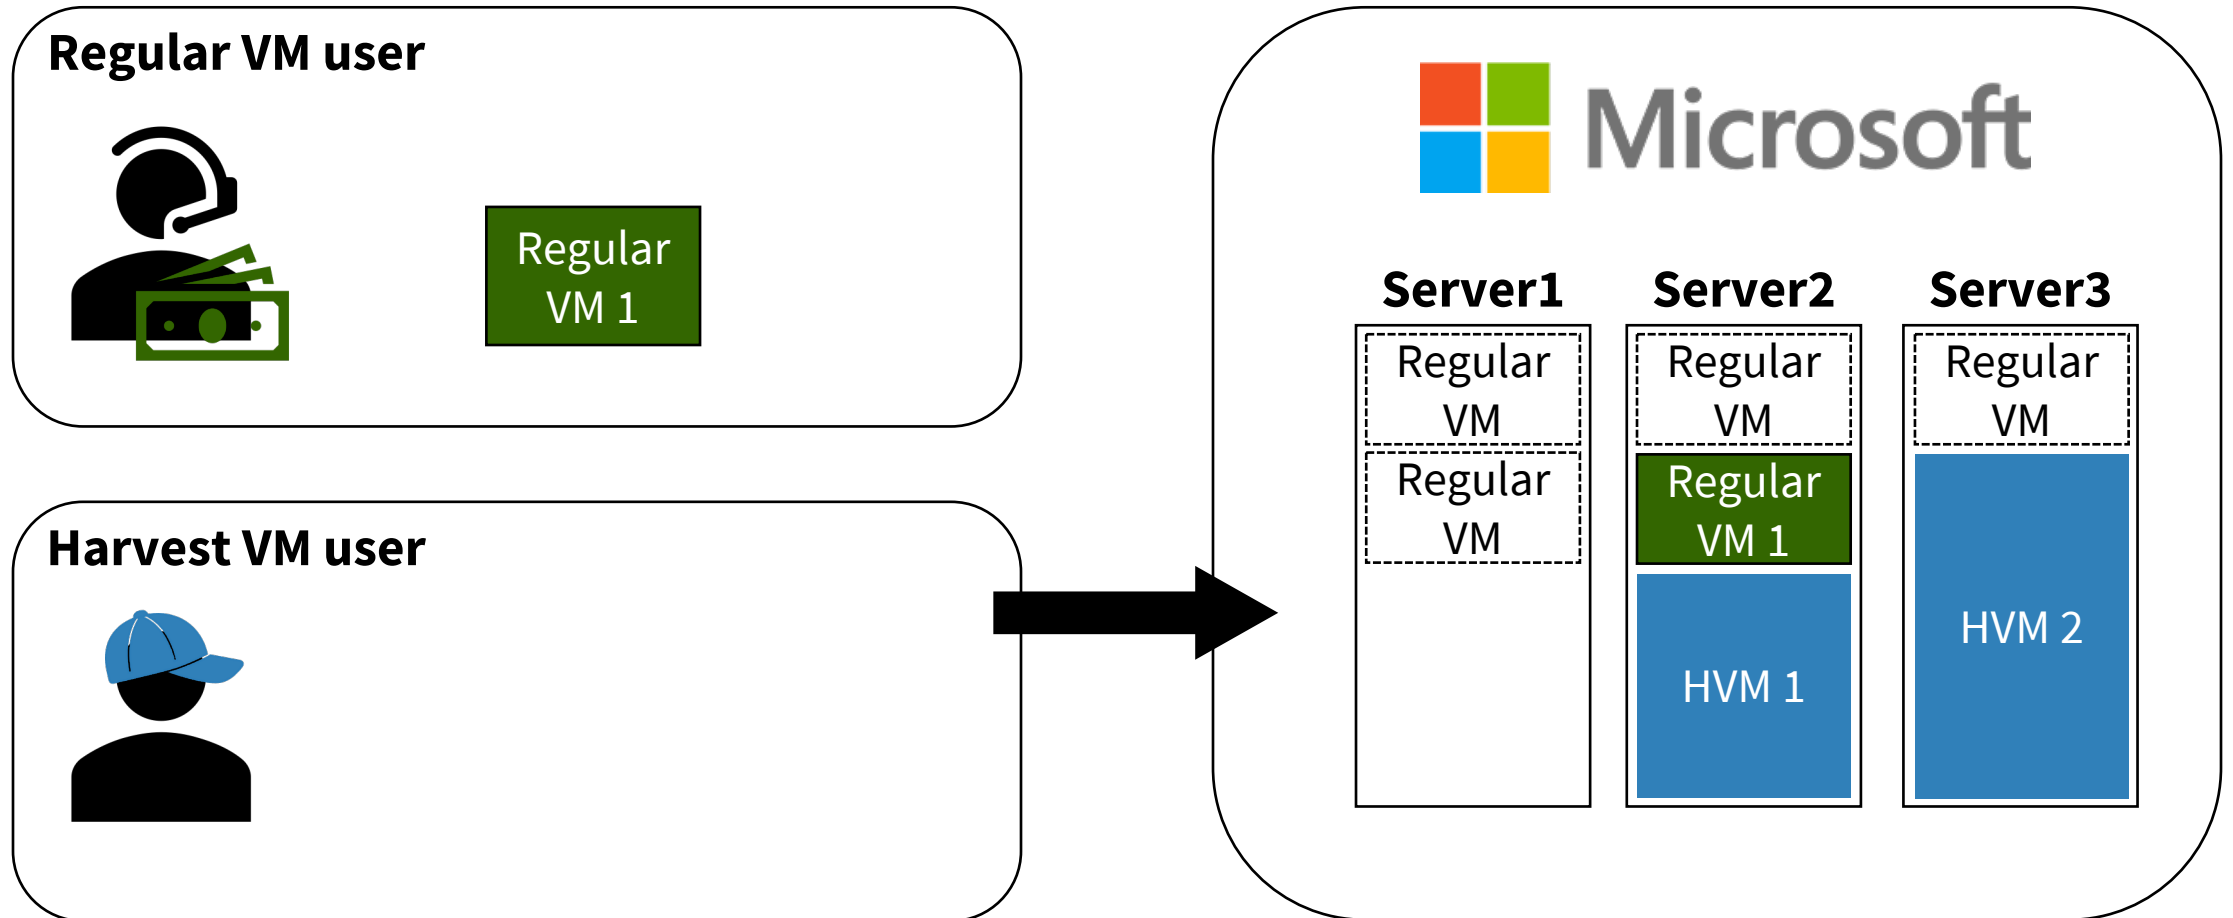 Regular VM user
Regular
VM 1
Harvest VM user
Microsoft
Server1
Server2
Server3
Regular
VM
Regular
VM
Regular
VM
Regular
VM
Regular
VM 1
HVM 1
HVM 2